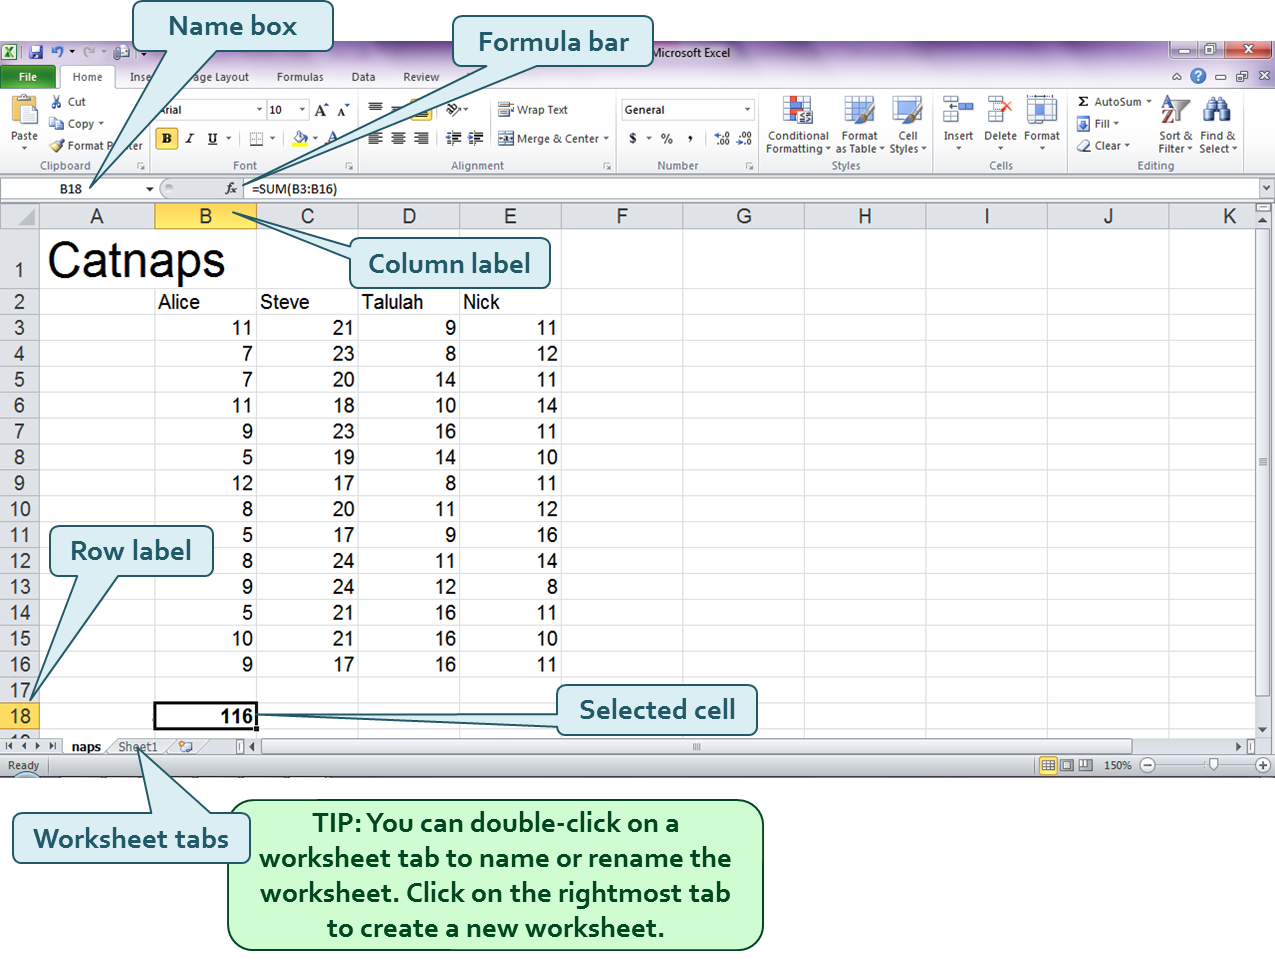 Name box
Formula bar
Microsoft Excel
File Home Inse ge Layout Formulas Data Review
Cut
Copy
Format P ter
Paste
Clipboard
rial 10 A A
B I U A
Font
Wrap Text
Merge & Center
Alignment
General
$ % ,
Number
Conditional Formatting
Format as Table
Cell Styles
Styles
Insert Delete Format
Cells
Σ AutoSum
Fill
Clear
Sort & Filter
Find & Select
Editing
B18 fx =SUM(B3:B16)
A B C D E F G H I J K
1 Catnaps
Column label
2 Alice Steve Talulah Nick
3 11 21 9 11
4 7 23 8 12
5 7 20 14 11
6 11 18 10 14
7 9 23 16 11
8 5 19 14 10
9 12 17 8 11
10 8 20 11 12
11 5 17 9 16
Row label
12 8 24 11 14
13 9 24 12 8
14 5 21 16 11
15 10 21 16 10
16 9 17 16 11
17
18 116
Selected cell
naps Sheet1
Ready 150%
Worksheet tabs
TIP: You can double-click on a
worksheet tab to name or rename the
worksheet. Click on the rightmost tab
to create a new worksheet.